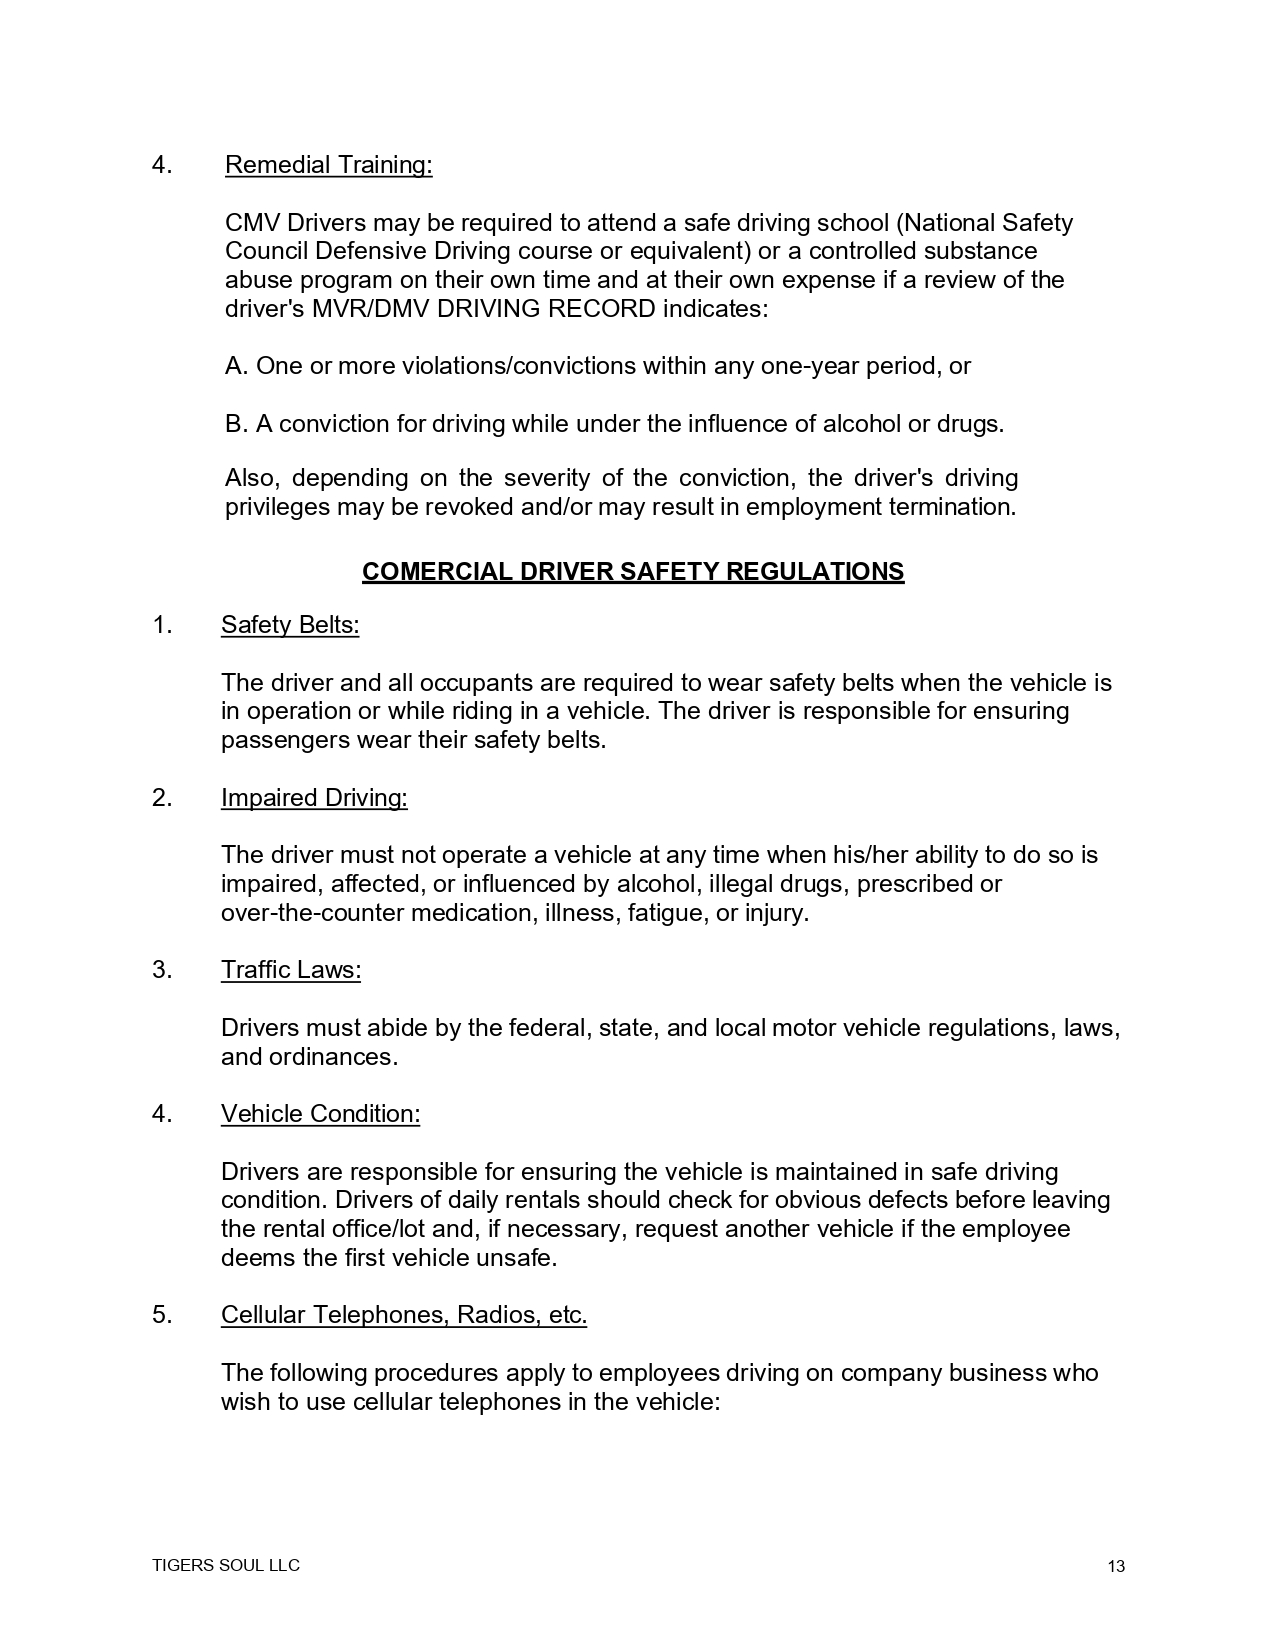 4. Remedial Training:
CMV Drivers may be required to attend a safe driving school (National Safety
Council Defensive Driving course or equivalent) or a controlled substance
abuse program on their own time and at their own expense if a review of the
driver's MVR/DMV DRIVING RECORD indicates:
A. One or more violations/convictions within any one-year period, or
B. A conviction for driving while under the influence of alcohol or drugs.
Also, depending on the severity of the conviction, the driver's driving
privileges may be revoked and/or may result in employment termination.
COMERCIAL DRIVER SAFETY REGULATIONS
1. Safety Belts:
The driver and all occupants are required to wear safety belts when the vehicle is
in operation or while riding in a vehicle. The driver is responsible for ensuring
passengers wear their safety belts.
2. Impaired Driving:
The driver must not operate a vehicle at any time when his/her ability to do so is
impaired, affected, or influenced by alcohol, illegal drugs, prescribed or
over-the-counter medication, illness, fatigue, or injury.
3. Traffic Laws:
Drivers must abide by the federal, state, and local motor vehicle regulations, laws,
and ordinances.
4. Vehicle Condition:
Drivers are responsible for ensuring the vehicle is maintained in safe driving
condition. Drivers of daily rentals should check for obvious defects before leaving
the rental office/lot and, if necessary, request another vehicle if the employee
deems the first vehicle unsafe.
5. Cellular Telephones, Radios, etc.
The following procedures apply to employees driving on company business who
wish to use cellular telephones in the vehicle:
TIGERS SOUL LLC 13